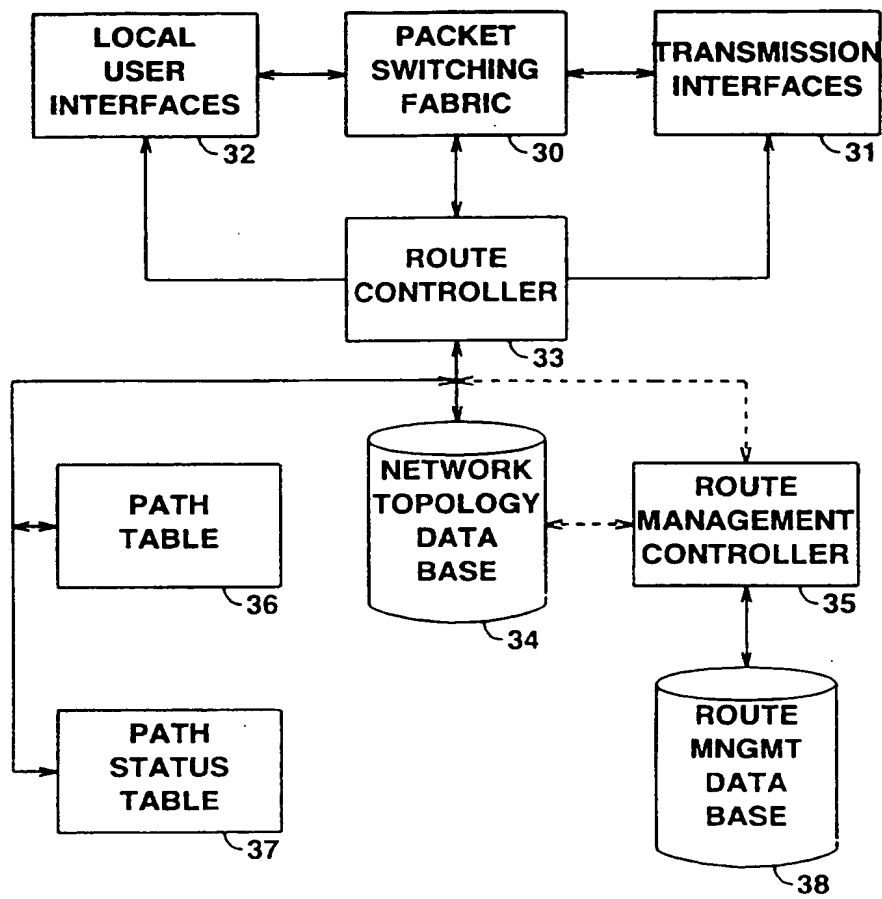 LOCAL
USER
INTERFACES
32
PACKET
SWITCHING
FABRIC
30
TRANSMISSION
INTERFACES
31
ROUTE
CONTROLLER
33
PATH
TABLE
36
NETWORK
TOPOLOGY
DATA
BASE
34
ROUTE
MANAGEMENT
CONTROLLER
35
PATH
STATUS
TABLE
37
ROUTE
MNGMT
DATA
BASE
38